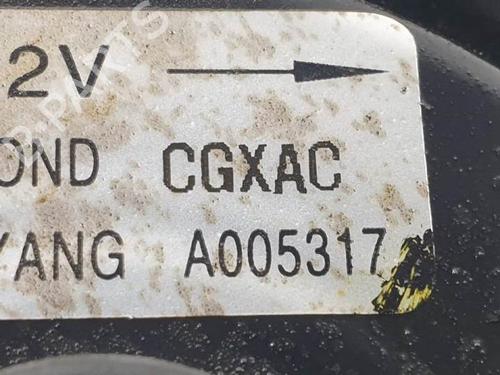 2V
OND CGXAC
YANG A005317